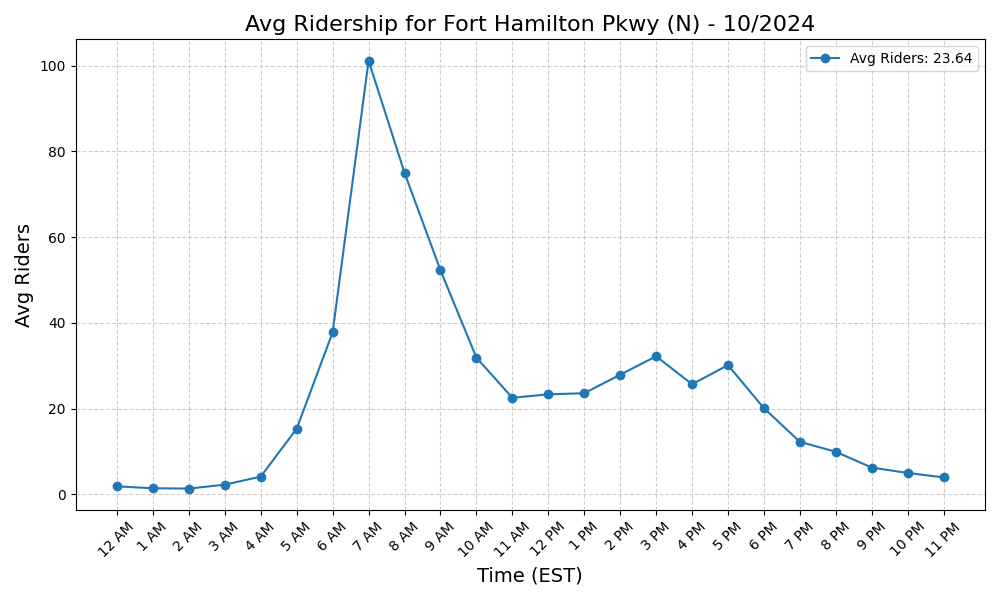 Avg Ridership for Fort Hamilton Pkwy (N) - 10/2024
Avg Riders: 23.64
Avg Riders
100
80
60
40
20
0
12 AM
1 AM
2 AM
3 AM
4 AM
5 AM
6 AM
7 AM
8 AM
9 AM
10 AM
11 AM
12 PM
1 PM
2 PM
3 PM
4 PM
5 PM
6 PM
7 PM
8 PM
9 PM
10 PM
11 PM
Time (EST)